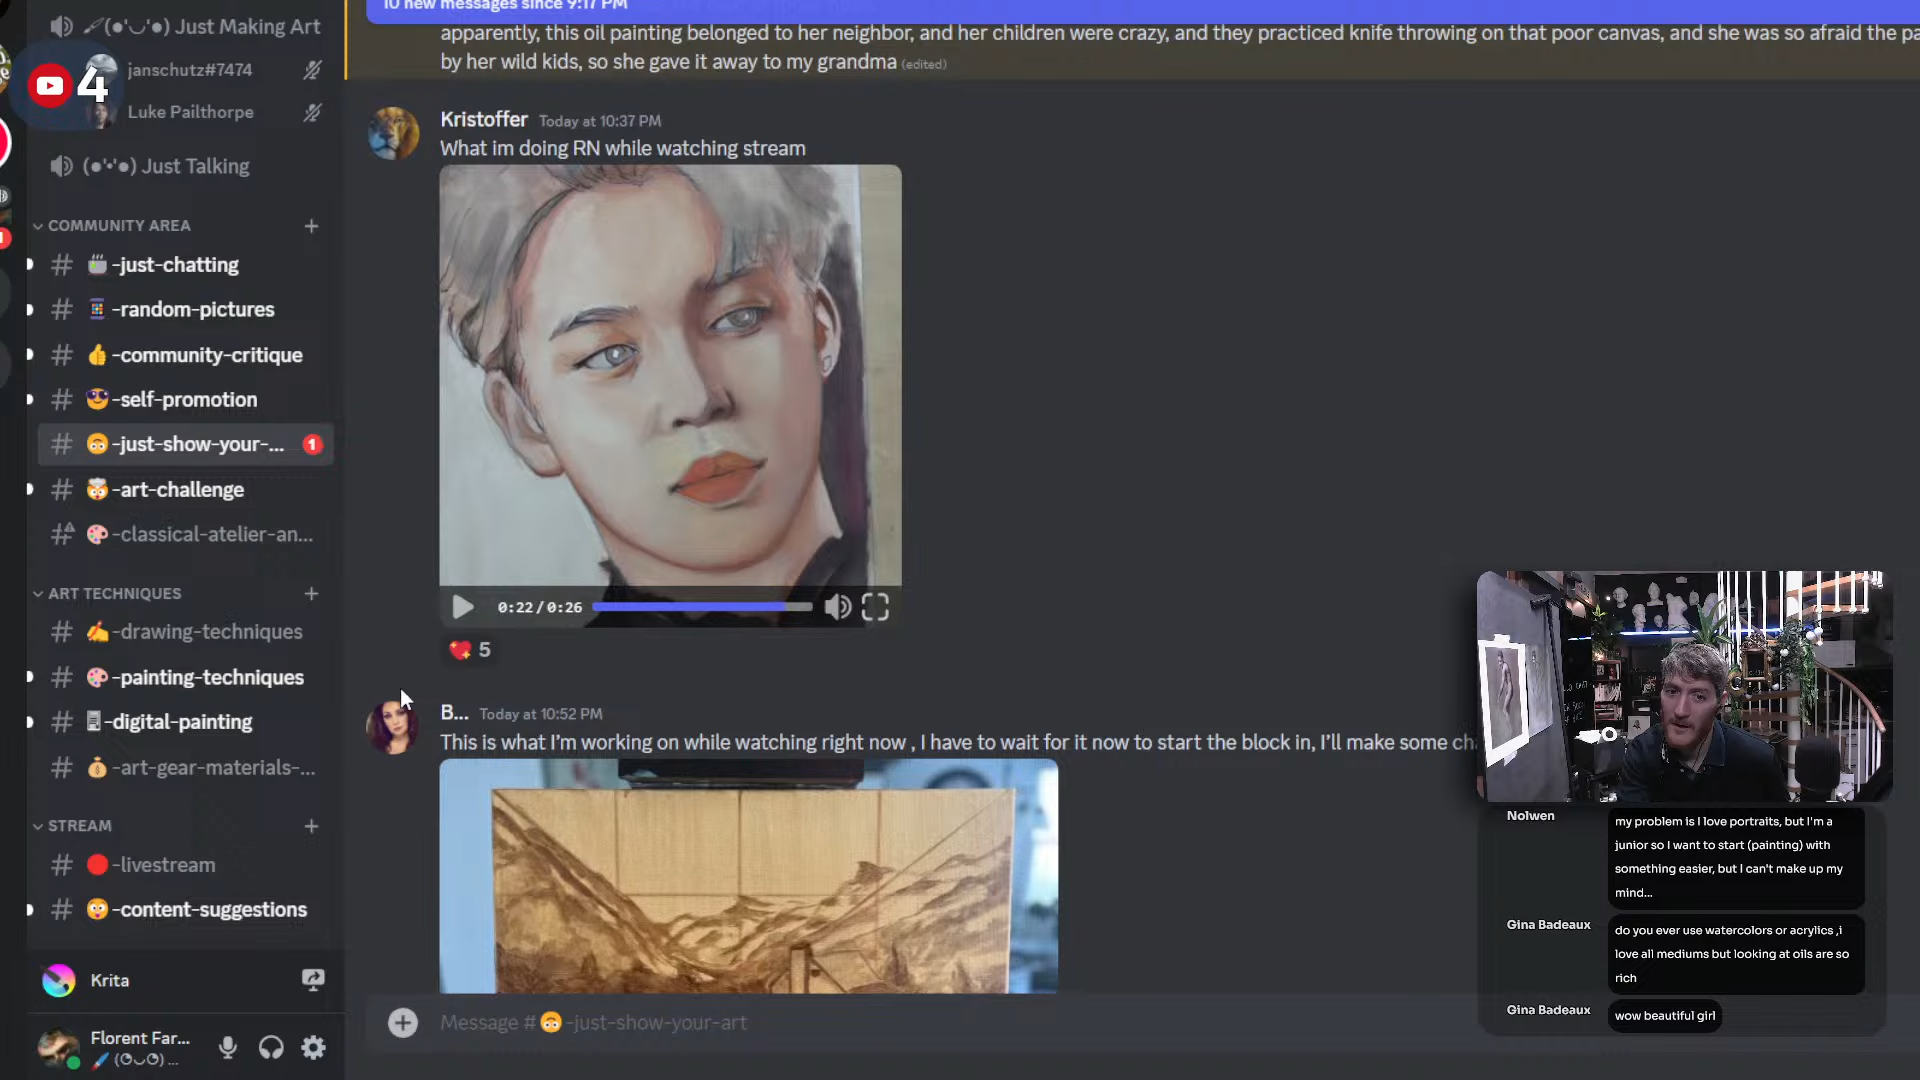 10 new messages since 9:17 PM
apparently, this oil painting belonged to her neighbor, and her children were crazy, and they practiced knife throwing on that poor canvas, and she was so afraid the
by her wild kids, so she gave it away to my grandma (edited)
(●'◡'●) Just Making Art
janschutz#7474
4
Luke Pailthorpe
Just Talking
COMMUNITY AREA
-just-chatting
-random-pictures
-community-critique
-self-promotion
-just-show-your-... 1
-art-challenge
-classical-atelier-an...
ART TECHNIQUES
-drawing-techniques
-painting-techniques
-digital-painting
-art-gear-materials-...
STREAM
-livestream
-content-suggestions
Krita
Florent Far...
Kristoffer Today at 10:37 PM
What im doing RN while watching stream
0:22/0:26
5
B... Today at 10:52 PM
This is what I'm working on while watching right now , I have to wait for it now to start the block in, I'll make some
Message # -just-show-your-art
Nolwen
my problem is I love portraits, but I'm a
junior so I want to start (painting) with
something easier, but I can't make up my
mind...
Gina Badeaux
do you ever use watercolors or acrylics ,i
love all mediums but looking at oils are so
rich
Gina Badeaux
wow beautiful girl